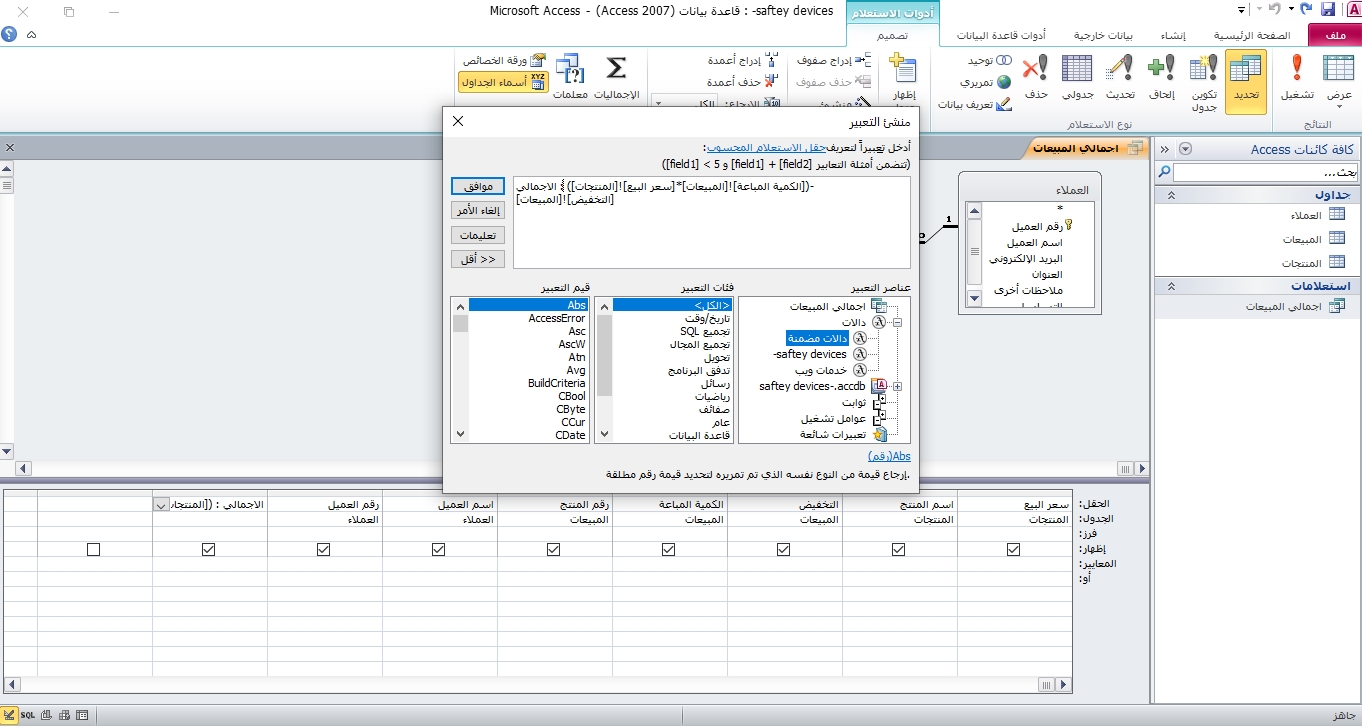 saftey devices- : قاعدة بيانات (Access 2007) - Microsoft Access
أدوات الاستعلام
ملف
الصفحة الرئيسية
إنشاء
بيانات خارجية
أدوات قاعدة البيانات
تصميم
عرض
تشغيل
النتائج
تحديد
تكوين جدول
إلحاق
تحديث
جدولي
حذف
توحيد
تمريري
تعريف بيانات
نوع الاستعلام
إظهار
إدراج صفوف
حذف صفوف
إدراج أعمدة
حذف أعمدة
الإجماليات
معلمات
ورقة الخصائص
أسماء الجداول
كافة كائنات Access
بحث...
جداول
العملاء
المبيعات
المنتجات
استعلامات
اجمالي المبيعات
اجمالي المبيعات
العملاء
*
رقم العميل
اسم العميل
البريد الإلكتروني
العنوان
ملاحظات أخرى
1
منشئ التعبير
أدخل تعبيراً لتعريف حقل الاستعلام المحسوب:
(تتضمن أمثلة التعابير [field1] + [field2] و [field1] < 5)
الاجمالي : ([المنتجات]![سعر البيع]*[المبيعات]![الكمية المباعة])-
[المبيعات]![التخفيض]
موافق
إلغاء الأمر
تعليمات
<< أقل
عناصر التعبير
اجمالي المبيعات
دالات
دالات مضمنة
saftey devices-
خدمات ويب
saftey devices-.accdb
ثوابت
عوامل تشغيل
تعبيرات شائعة
فئات التعبير
<الكل>
تاريخ/وقت
تجميع SQL
تجميع المجال
تحويل
تدفق البرنامج
رسائل
رياضيات
صفائف
عام
قاعدة البيانات
قيم التعبير
Abs
AccessError
Asc
AscW
Atn
Avg
BuildCriteria
CBool
CByte
CCur
CDate
Abs(رقم)
إرجاع قيمة من النوع نفسه الذي تم تمريره لتحديد قيمة رقم مطلقة.
الحقل: سعر البيع اسم المنتج التخفيض الكمية المباعة رقم المنتج اسم العميل رقم العميل الاجمالي : ([المنتجا
الجدول: المنتجات المنتجات المبيعات المبيعات المبيعات العملاء العملاء
فرز:
إظهار:
المعايير:
أو:
جاهز
SQL